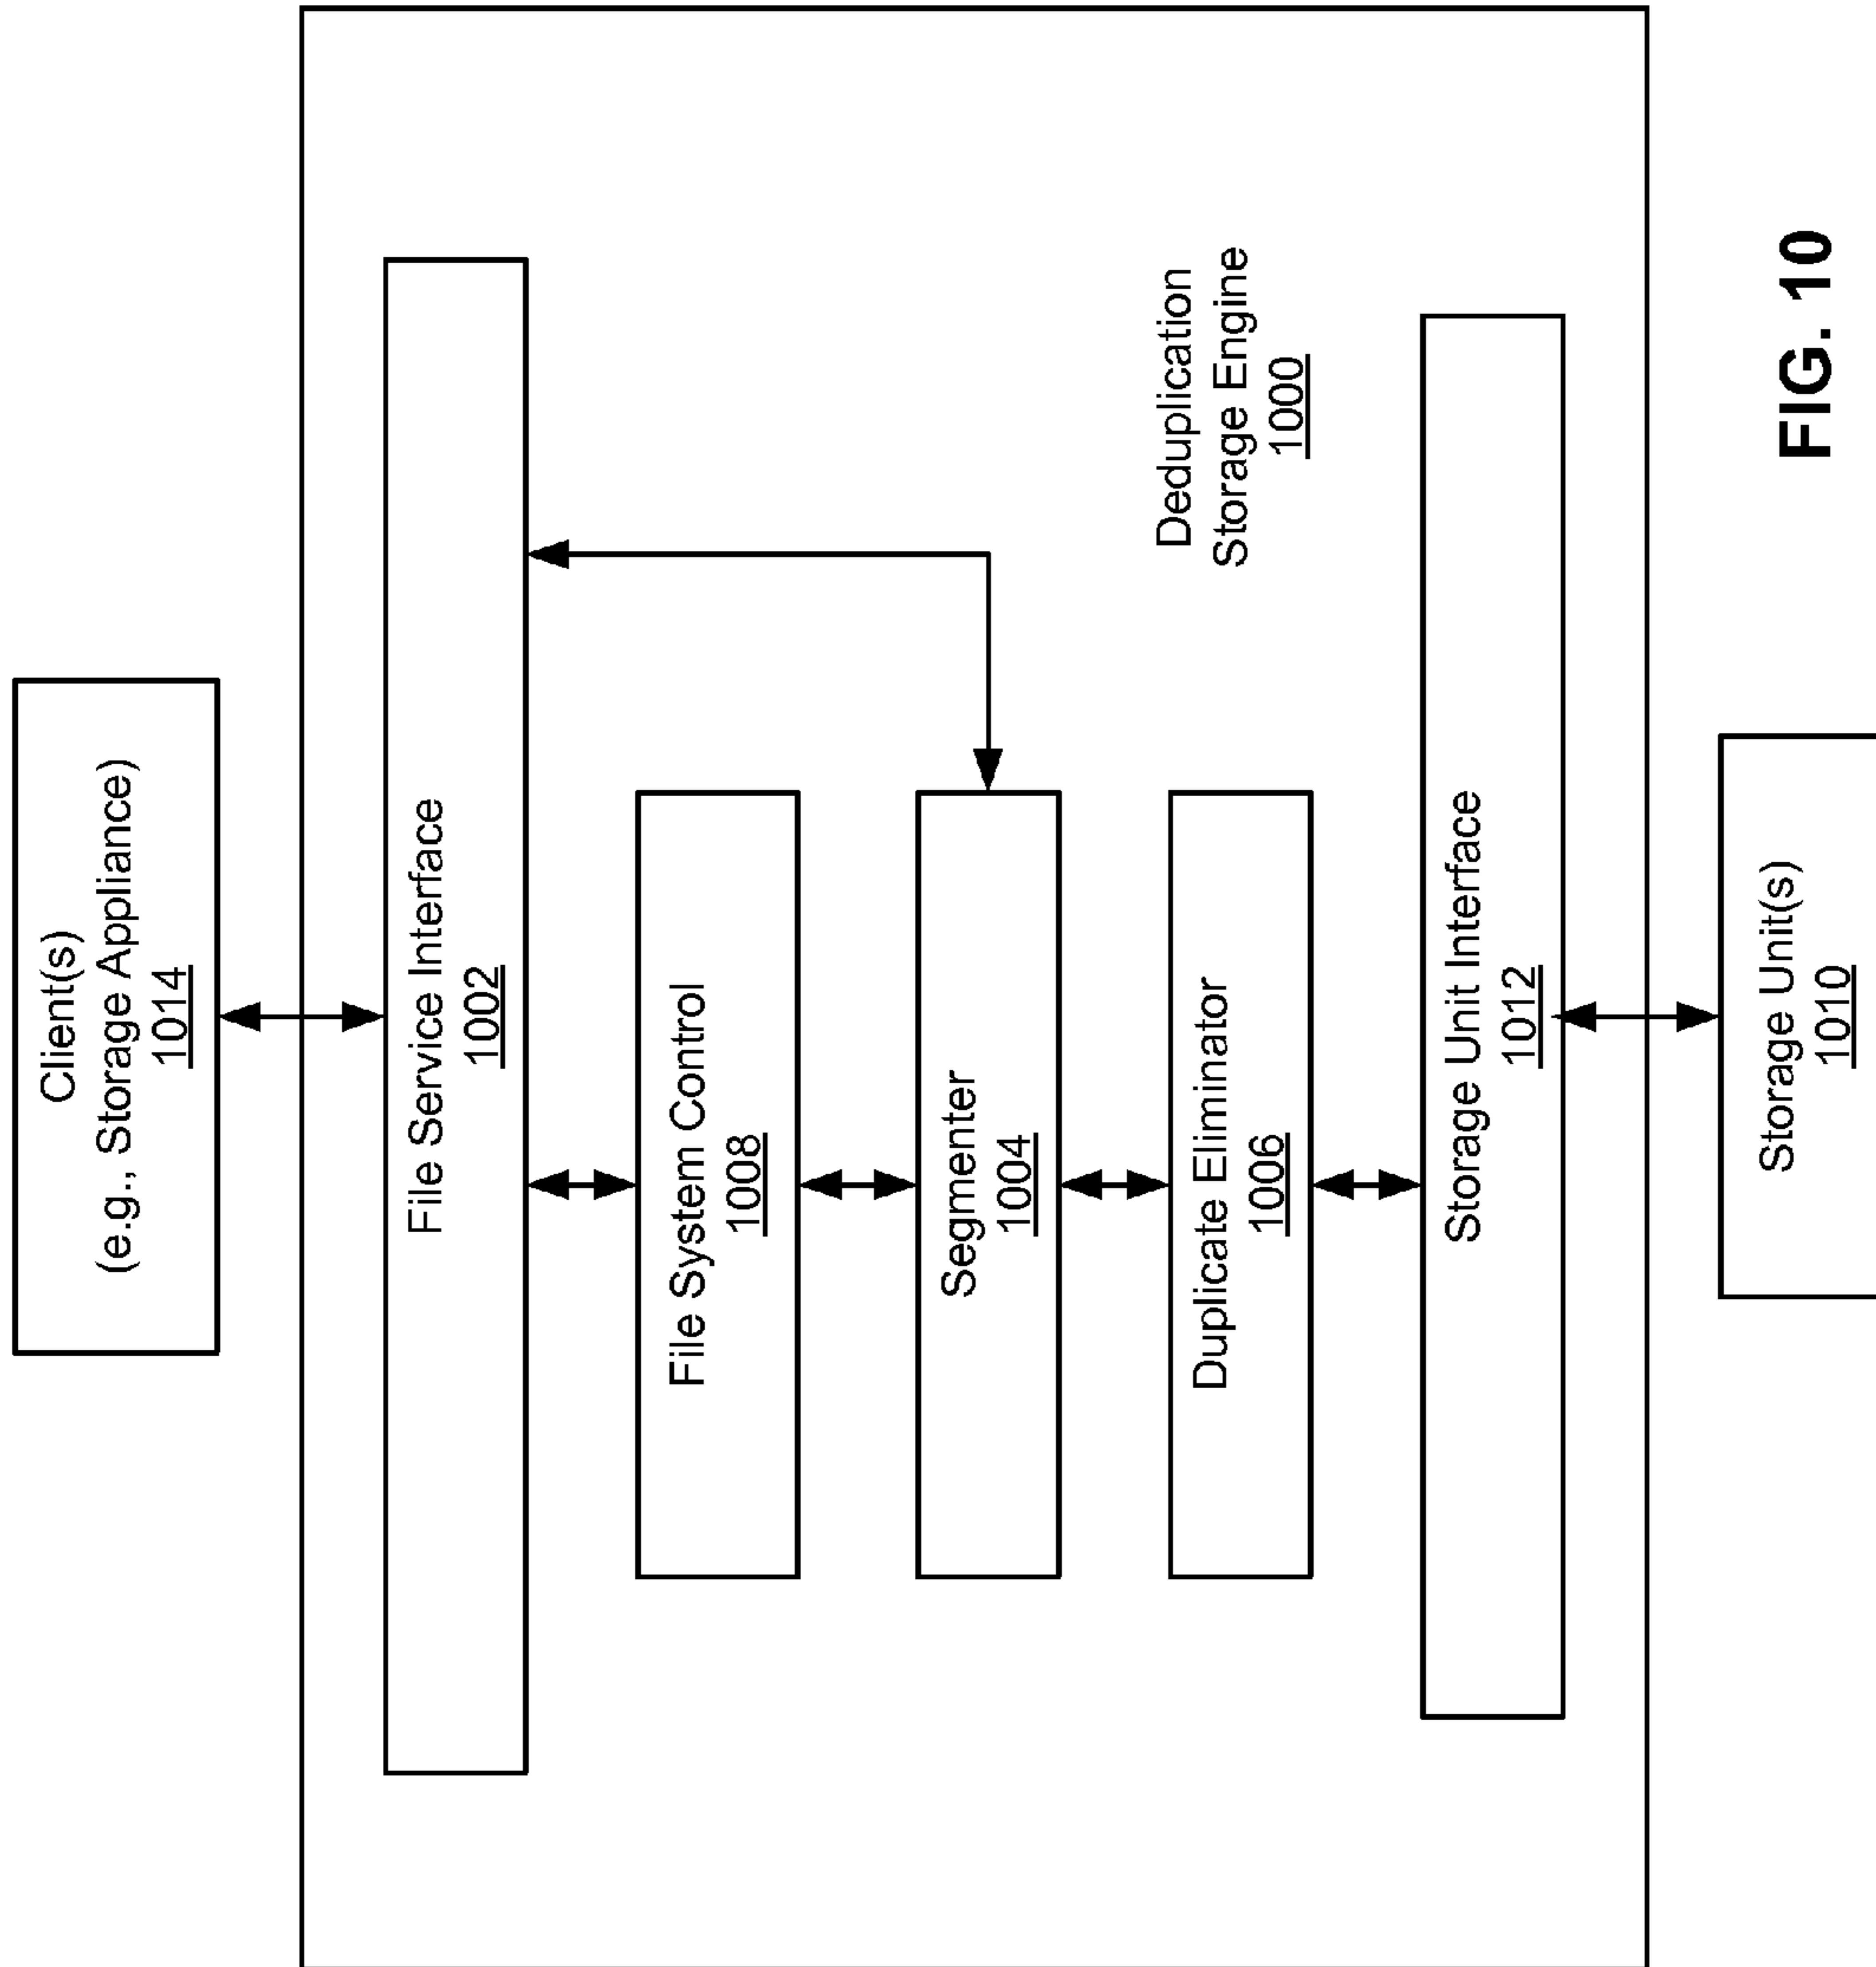 Client(s)
(e.g., Storage Appliance)
1014
File Service Interface
1002
File System Control
1008
Segmenter
1004
Duplicate Eliminator
1006
Deduplication
Storage Engine
1000
Storage Unit Interface
1012
Storage Unit(s)
1010
FIG. 10